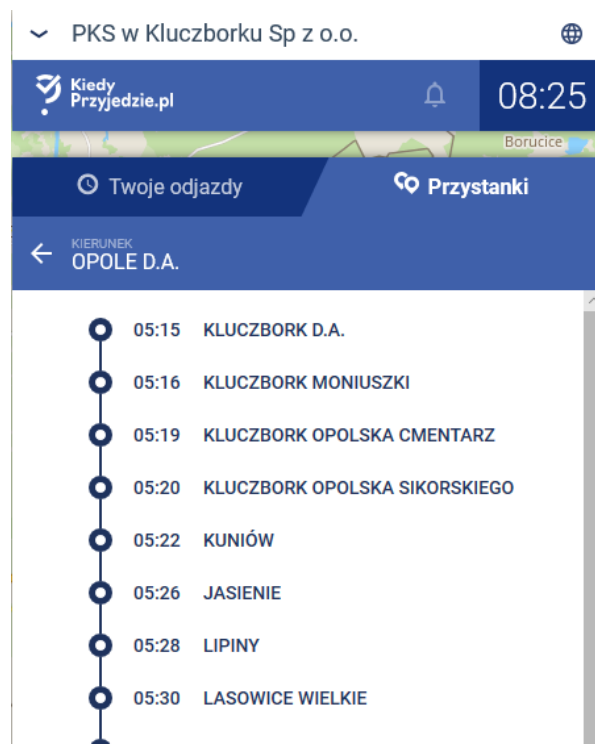 PKS w Kluczborku Sp z o.o.
Kiedy
Przyjedzie.pl
08:25
Borucice
Twoje odjazdy
Przystanki
KIERUNEK
OPOLE D.A.
05:15 KLUCZBORK D.A.
05:16 KLUCZBORK MONIUSZKI
05:19 KLUCZBORK OPOLSKA CMENTARZ
05:20 KLUCZBORK OPOLSKA SIKORSKIEGO
05:22 KUNIÓW
05:26 JASIENIE
05:28 LIPINY
05:30 LASOWICE WIELKIE